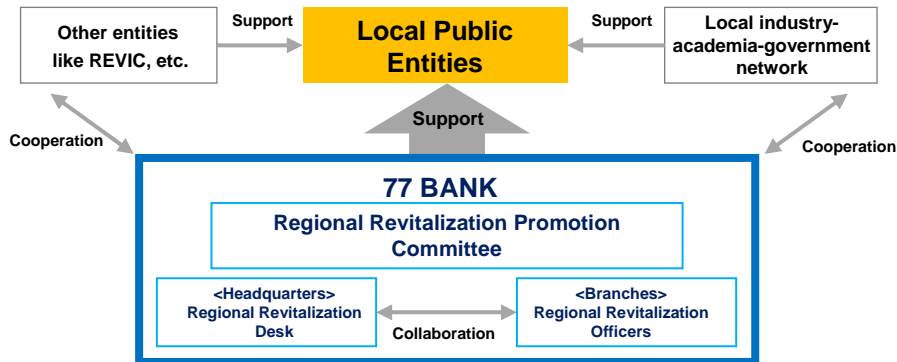 Other entities
like REVIC, etc.
Support
Local Public
Entities
Support
Local industry-
academia-government
network
Cooperation
Support
Cooperation
77 BANK
Regional Revitalization Promotion
Committee
<Headquarters>
Regional Revitalization
Desk
Collaboration
<Branches>
Regional Revitalization
Officers